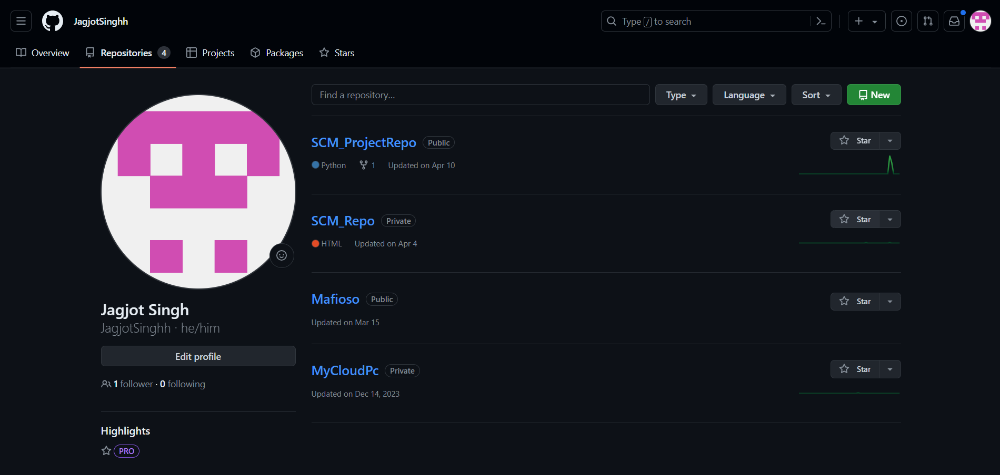 JagjotSinghh
Type / to search
Overview Repositories 4 Projects Packages Stars
Find a repository... Type Language Sort New
SCM_ProjectRepo Public Star
Python 1 Updated on Apr 10
SCM_Repo Private Star
HTML Updated on Apr 4
Mafioso Public Star
Updated on Mar 15
MyCloudPc Private Star
Updated on Dec 14, 2023
Jagjot Singh
JagjotSinghh · he/him
Edit profile
1 follower · 0 following
Highlights
PRO